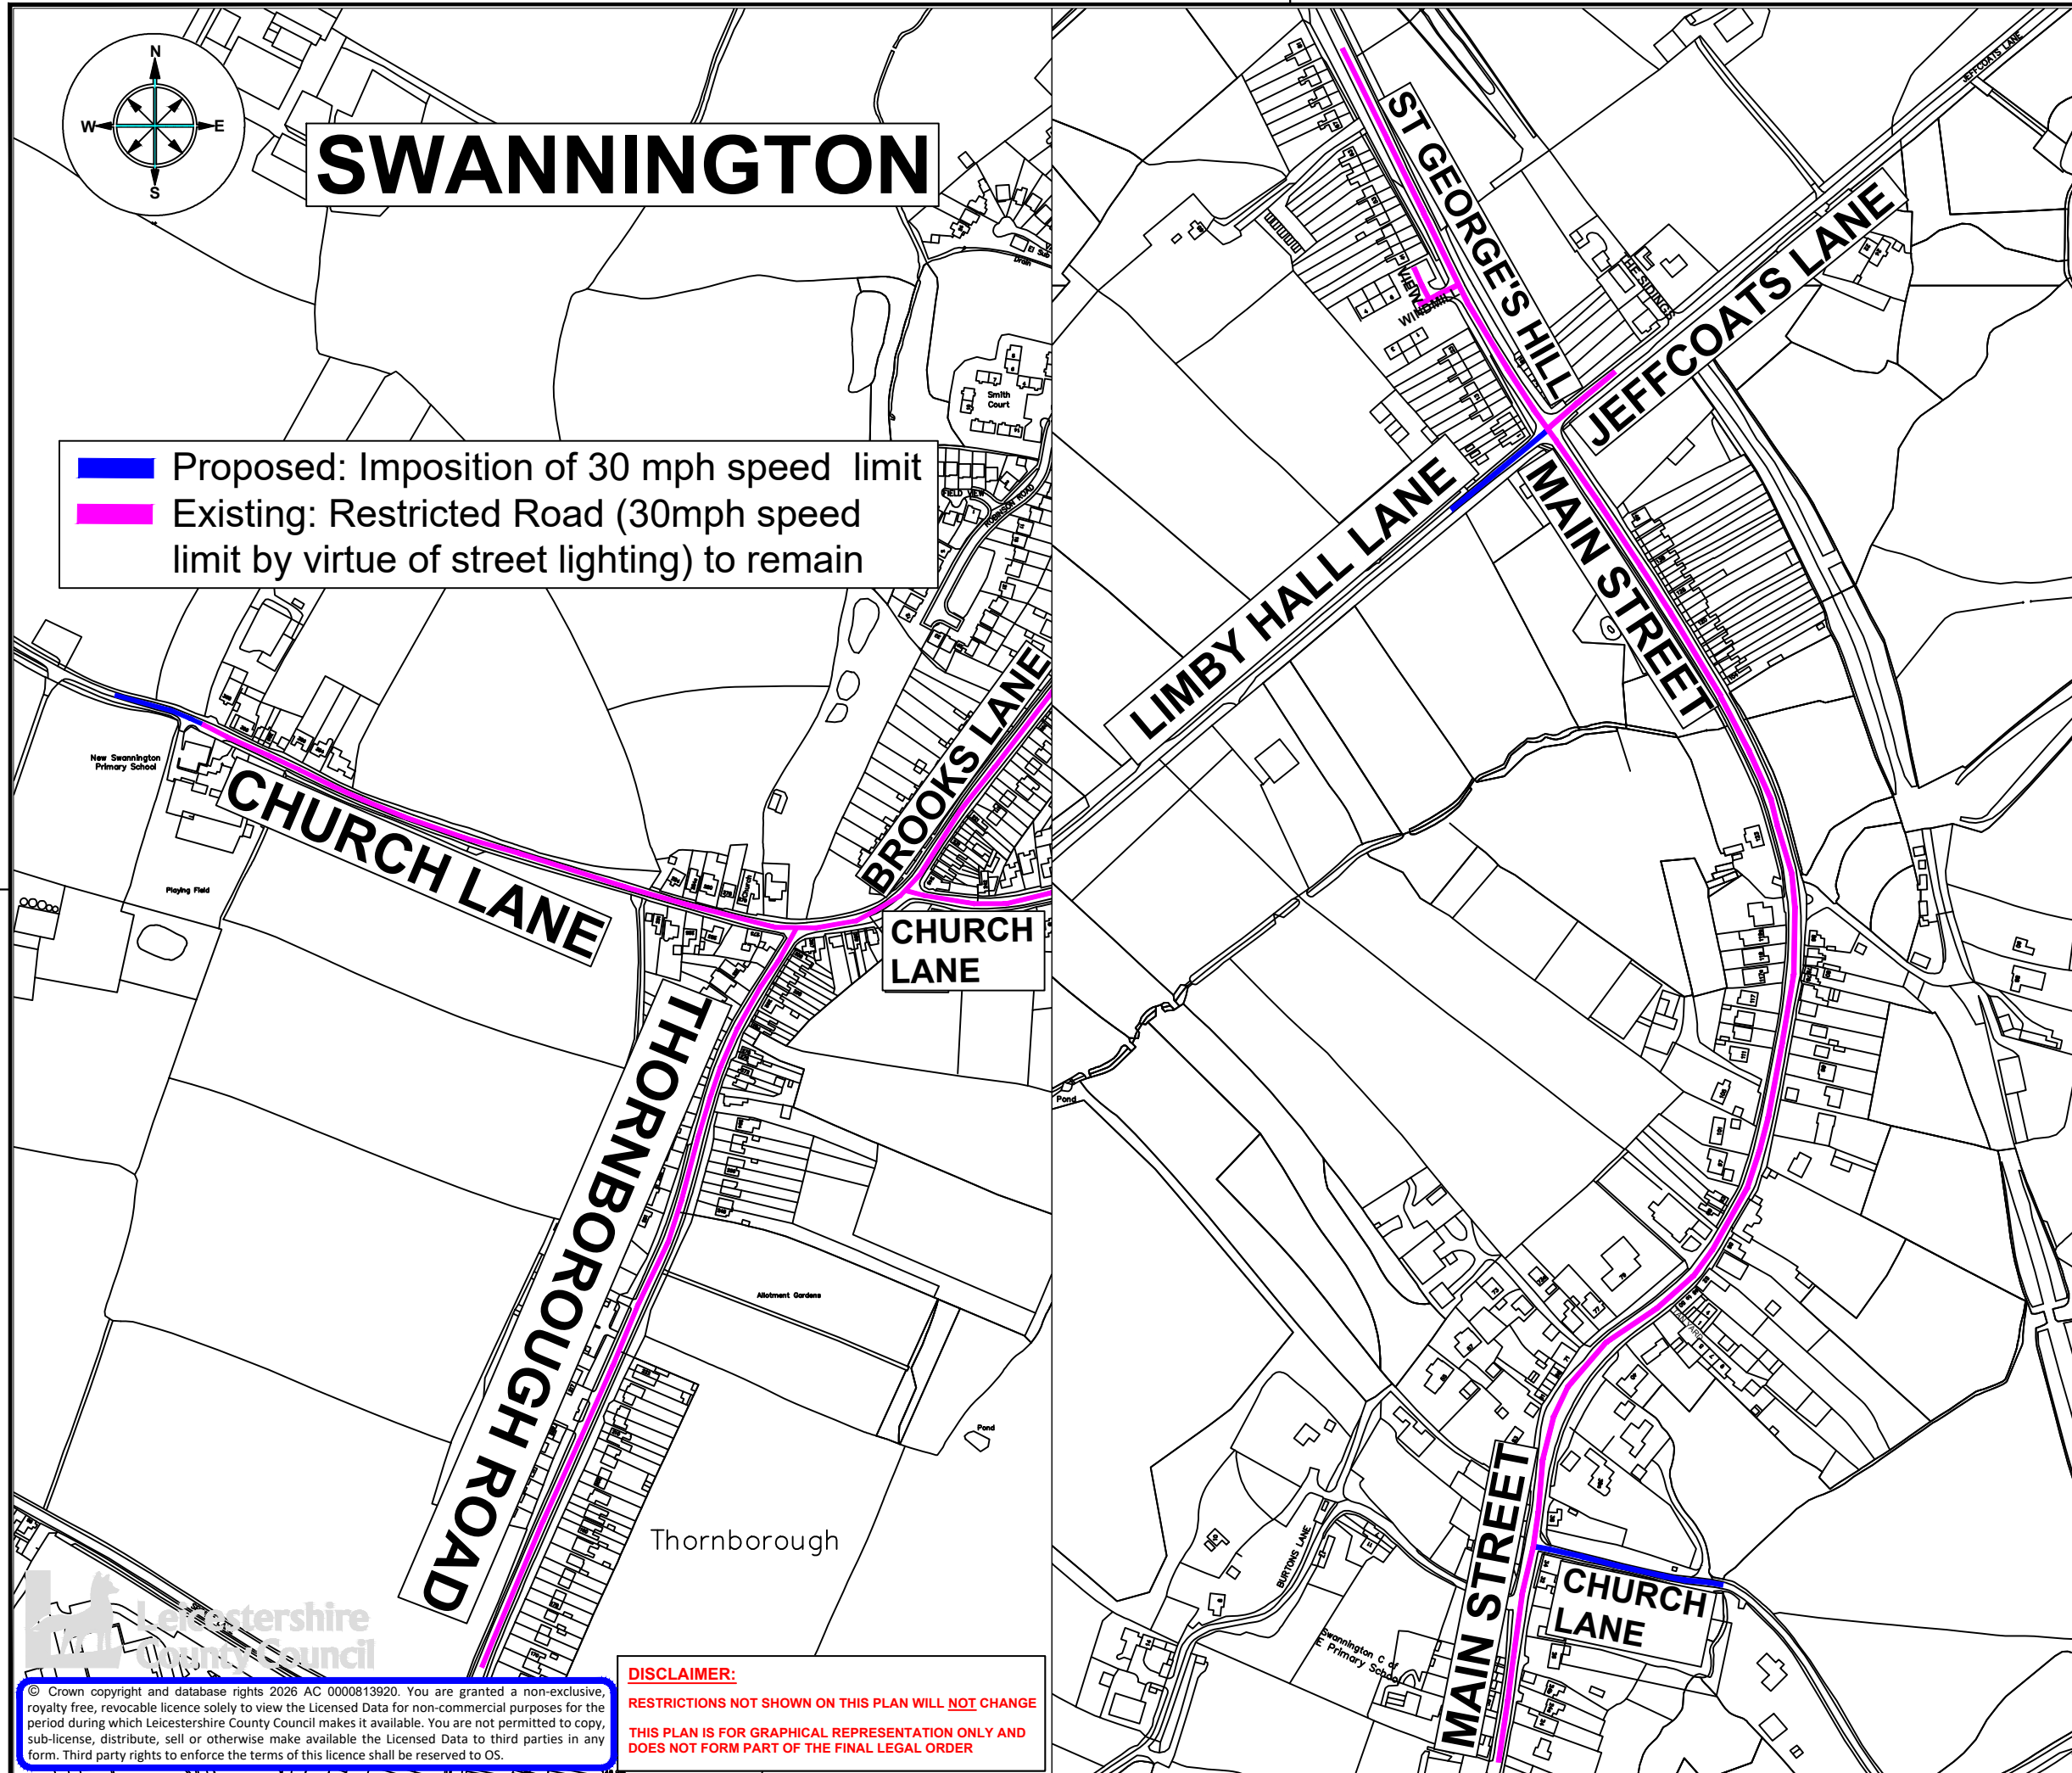 N
W
E
S
SWANNINGTON
Proposed: Imposition of 30 mph speed limit
Existing: Restricted Road (30mph speed
limit by virtue of street lighting) to remain
Drain
Smith
Court
FIELD VIEW
ROBINSON ROAD
New Swannington
Primary School
Playing Field
CHURCH LANE
BROOKS LANE
Church
CHURCH
LANE
THORNBOROUGH ROAD
Allotment Gardens
Pond
Thornborough
ST GEORGE'S HILL
JEFFCOATS LANE
JEFFCOATS LANE
THE SIDINGS
WINDMILL
VIEW
LIMBY HALL LANE
MAIN STREET
Pond
BURTONS LANE
Swannington C of
E Primary School
MAIN STREET
CHURCH
LANE
Leicestershire
County Council
© Crown copyright and database rights 2026 AC 0000813920. You are granted a non-exclusive,
royalty free, revocable licence solely to view the Licensed Data for non-commercial purposes for the
period during which Leicestershire County Council makes it available. You are not permitted to copy,
sub-license, distribute, sell or otherwise make available the Licensed Data to third parties in any
form. Third party rights to enforce the terms of this licence shall be reserved to OS.
DISCLAIMER:
RESTRICTIONS NOT SHOWN ON THIS PLAN WILL NOT CHANGE
THIS PLAN IS FOR GRAPHICAL REPRESENTATION ONLY AND
DOES NOT FORM PART OF THE FINAL LEGAL ORDER